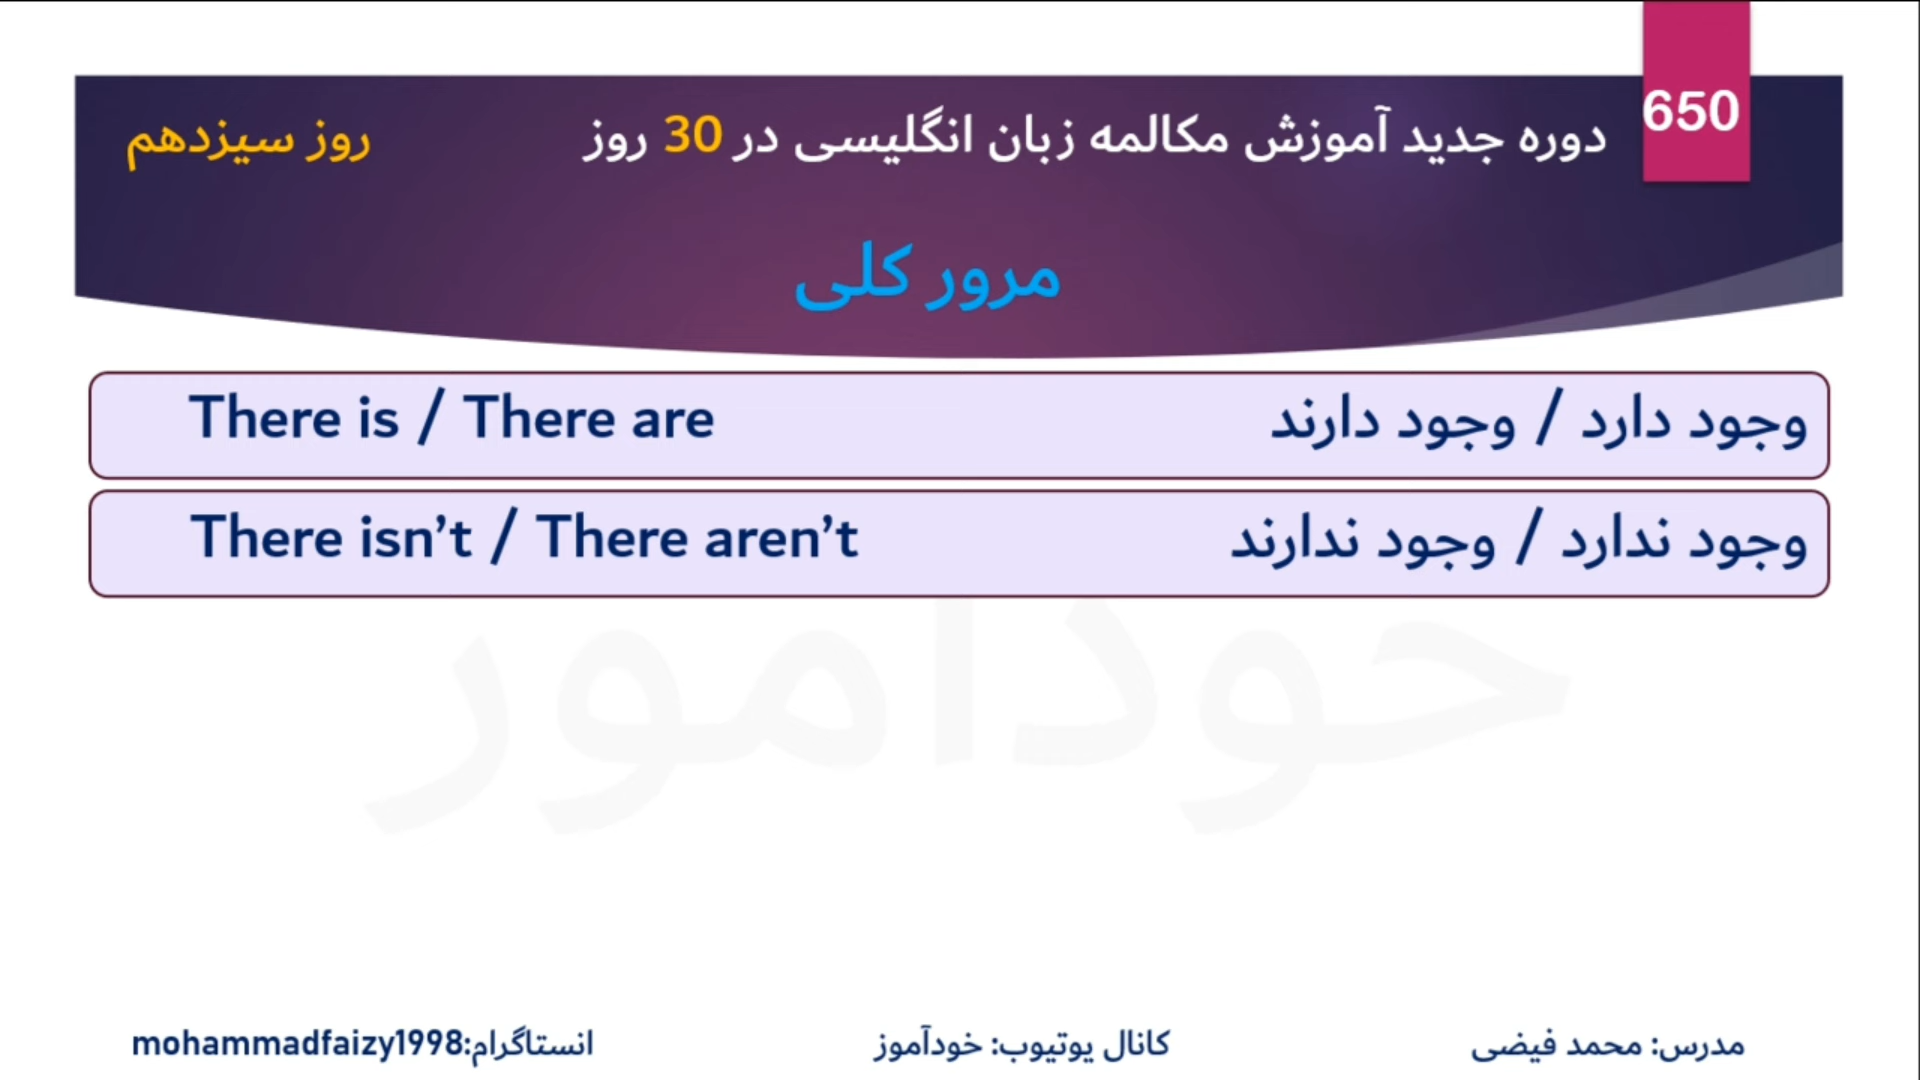 650
دوره جدید آموزش مکالمه زبان انگلیسی در 30 روز
روز سیزدهم
مرور کلی
There is / There are
وجود دارد / وجود دارند
There isn’t / There aren’t
وجود ندارد / وجود ندارند
خودآموز
مدرس: محمد فیضی
کانال یوتیوب: خودآموز
انستاگرام:mohammadfaizy1998